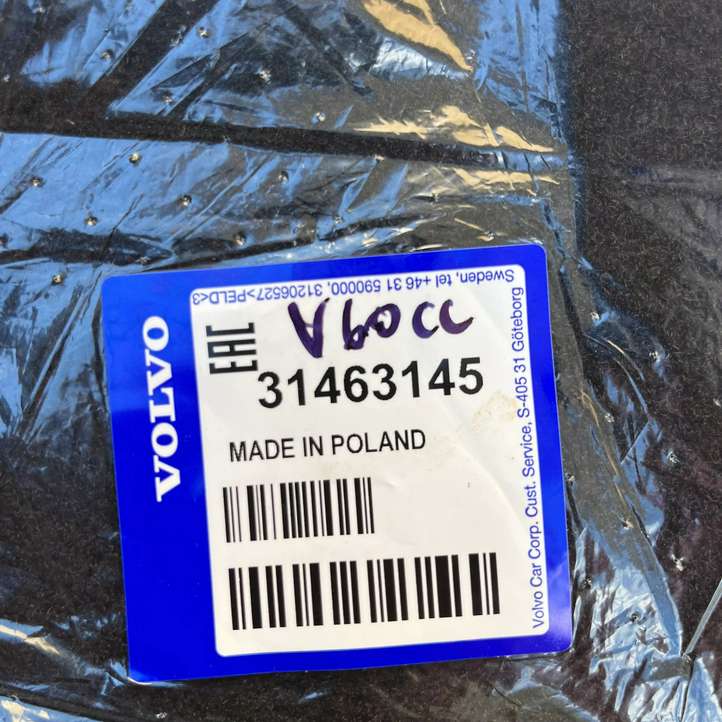 VOLVO
EAC
V60CC
31463145
MADE IN POLAND
Volvo Car Corp. Cust. Service, S-405 31 Göteborg
Sweden, tel +46 31 590000, 31206527>PELD<3